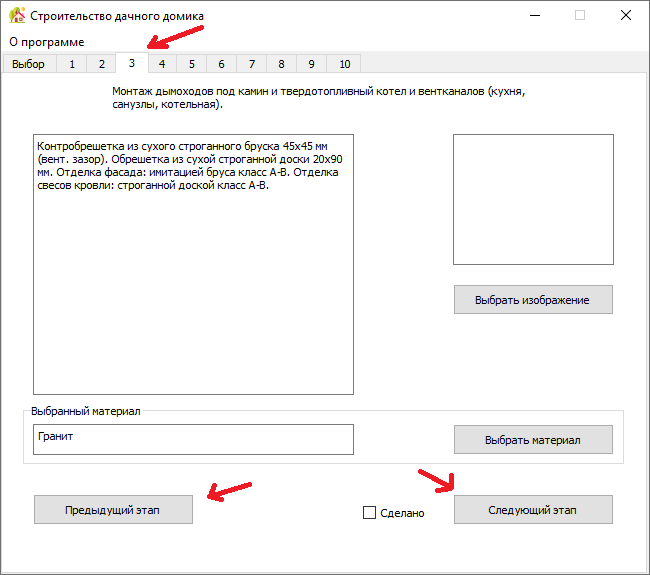 Строительство дачного домика
О программе
Выбор 1 2 3 4 5 6 7 8 9 10
Монтаж дымоходов под камин и твердотопливный котел и вентканалов (кухня,
санузлы, котельная).
Контробрешетка из сухого строганного бруска 45х45 мм
(вент. зазор). Обрешетка из сухой строганной доски 20х90
мм. Отделка фасада: имитацией бруса класс А-В. Отделка
свесов кровли: строганной доской класс А-В.
Выбрать изображение
Выбранный материал
Гранит
Выбрать материал
Предыдущий этап
Сделано
Следующий этап